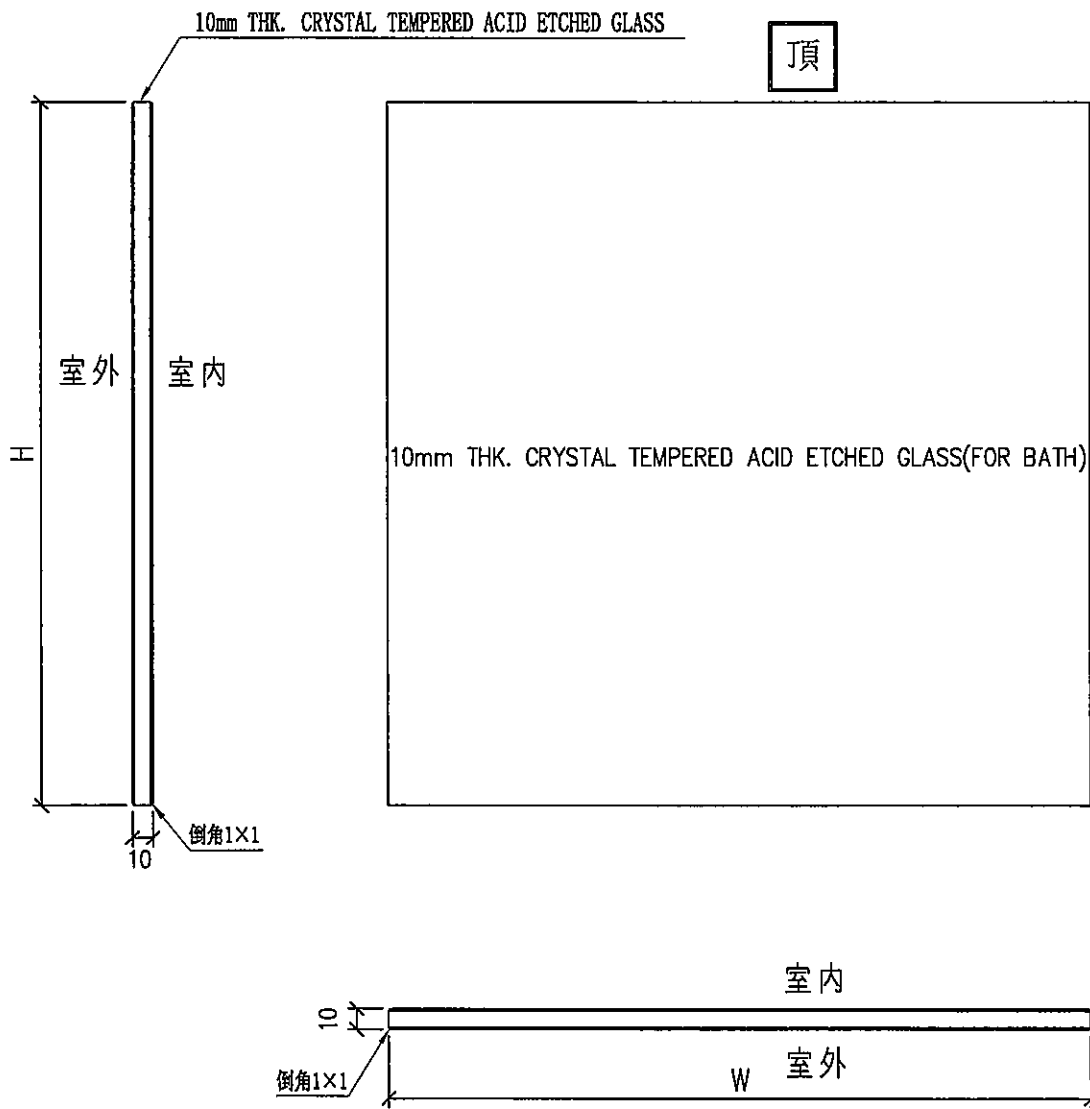 10mm THK. CRYSTAL TEMPERED ACID ETCHED GLASS
頂
室外
室内
H
10mm THK. CRYSTAL TEMPERED ACID ETCHED GLASS(FOR BATH)
倒角1×1
10
室内
10
倒角1×1
W
室外